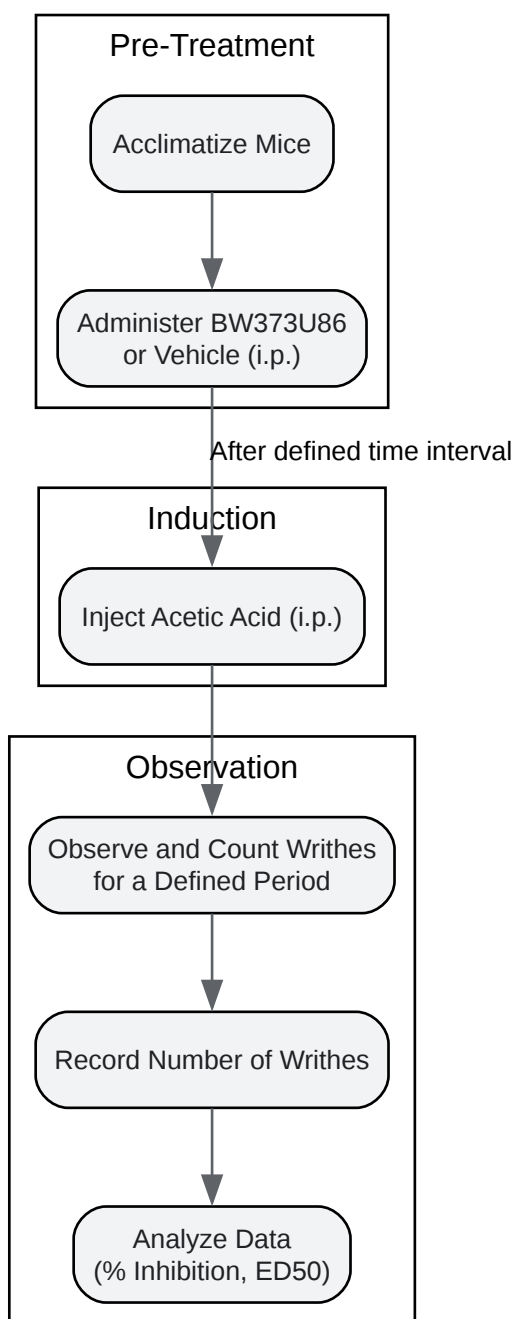 Pre-Treatment
Acclimatize Mice
Administer BW373U86
or Vehicle (i.p.)
After defined time interval
Induction
Inject Acetic Acid (i.p.)
Observation
Observe and Count Writhes
for a Defined Period
Record Number of Writhes
Analyze Data
(% Inhibition, ED50)